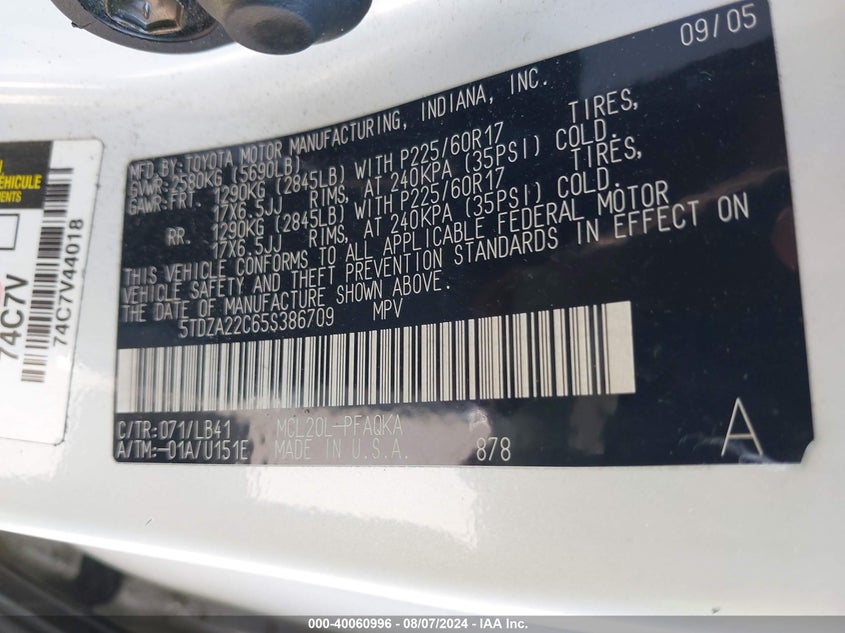 09/05
MFD.BY:TOYOTA MOTOR MANUFACTURING, INDIANA, INC.
GVWR:2580KG (5690LB)
GAWR:FRT. 1290KG (2845LB) WITH P225/60R17 TIRES,
17X6.5JJ RIMS, AT 240KPA (35PSI) COLD.
RR. 1290KG (2845LB) WITH P225/60R17 TIRES,
17X6.5JJ RIMS, AT 240KPA (35PSI) COLD.
THIS VEHICLE CONFORMS TO ALL APPLICABLE FEDERAL MOTOR
VEHICLE SAFETY AND THEFT PREVENTION STANDARDS IN EFFECT ON
THE DATE OF MANUFACTURE SHOWN ABOVE.
5TDZA22C65S386709 MPV
C/TR:071/LB41 MCL20L-PFAQKA
A/TM:-01A/U151E MADE IN U.S.A. 878
A
VÉHICULE
74C7V
74C7V44018
000-40060996 - 08/07/2024 - IAA Inc.